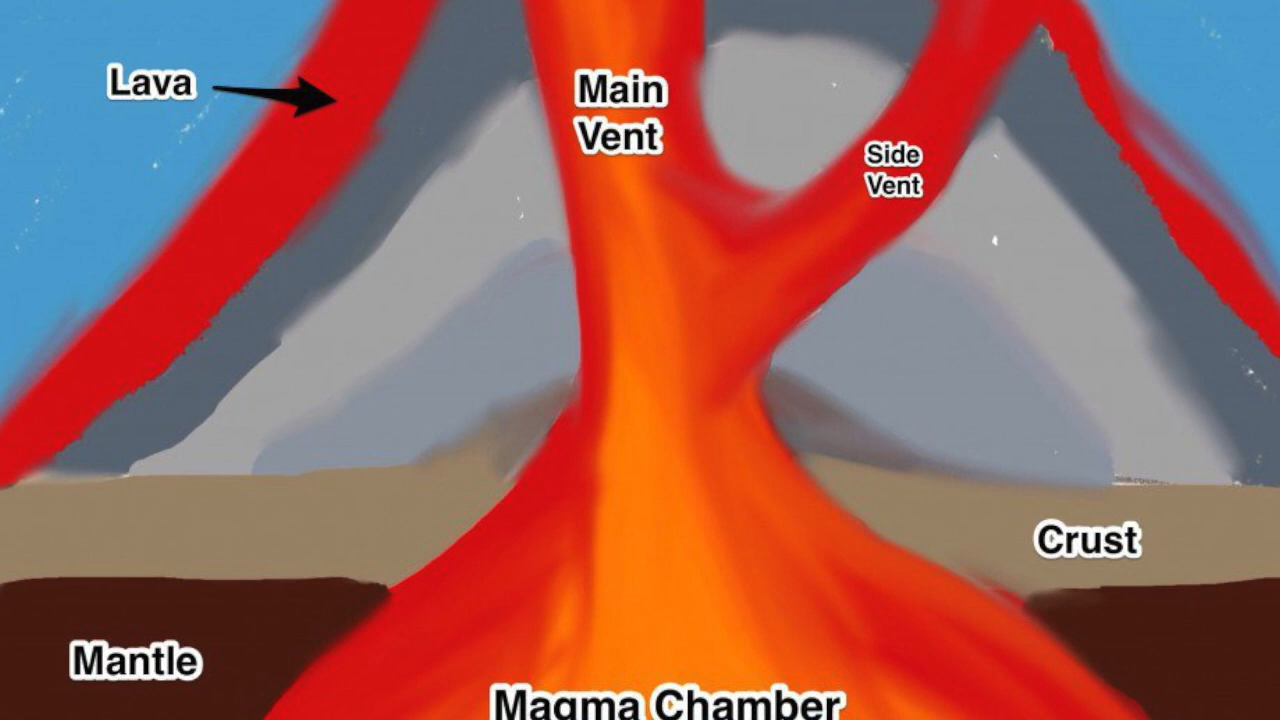 Lava
Main
Vent
Side
Vent
Crust
Mantle
Magma Chamber